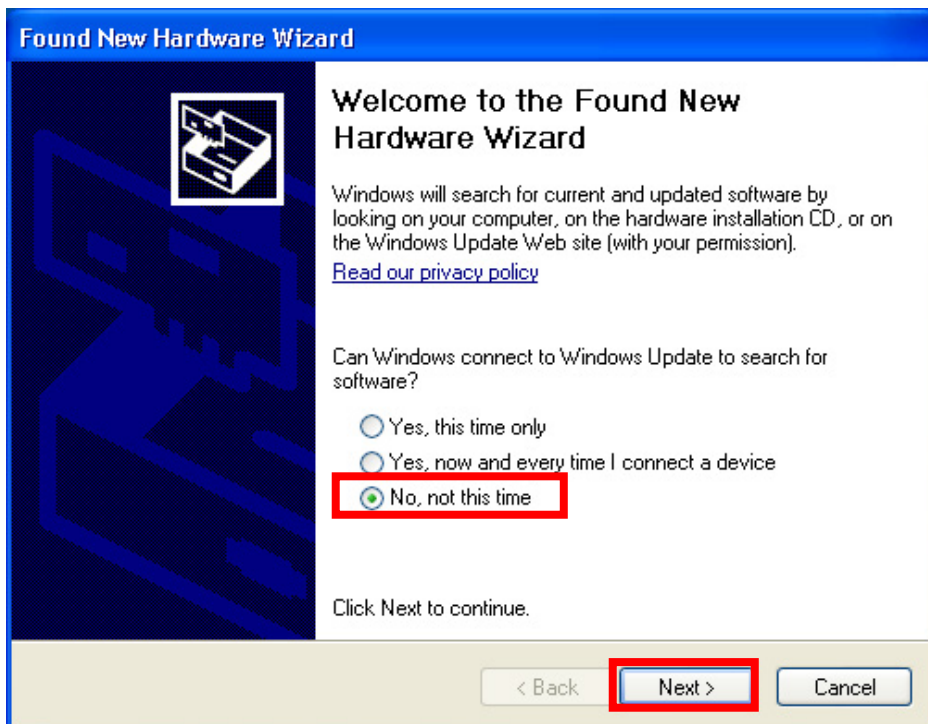 Found New Hardware Wizard
Welcome to the Found New
Hardware Wizard
Windows will search for current and updated software by
looking on your computer, on the hardware installation CD, or on
the Windows Update Web site (with your permission).
Read our privacy policy
Can Windows connect to Windows Update to search for
software?
Yes, this time only
Yes, now and every time I connect a device
No, not this time
Click Next to continue.
< Back Next > Cancel